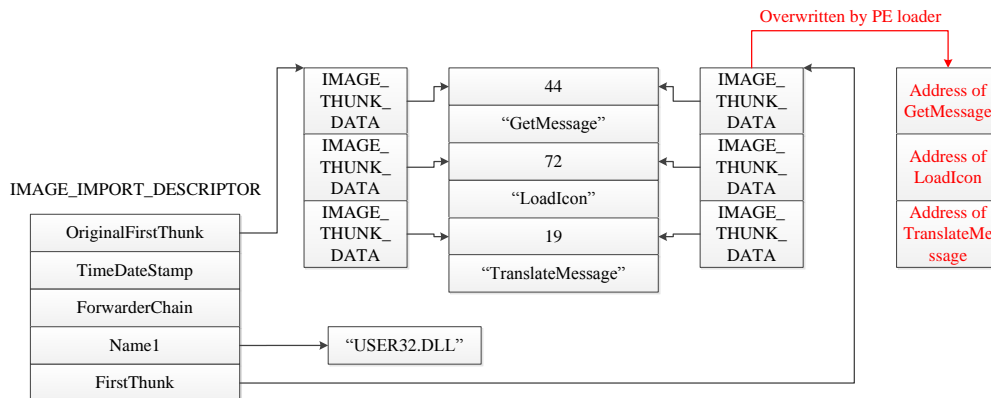 Overwritten by PE loader
IMAGE_
THUNK_
DATA
44
IMAGE_
THUNK_
DATA
Address of
GetMessage
“GetMessage”
IMAGE_
THUNK_
DATA
72
IMAGE_
THUNK_
DATA
Address of
LoadIcon
“LoadIcon”
IMAGE_
THUNK_
DATA
19
IMAGE_
THUNK_
DATA
Address of
TranslateMe
ssage
“TranslateMessage”
IMAGE_IMPORT_DESCRIPTOR
OriginalFirstThunk
TimeDateStamp
ForwarderChain
Name1
“USER32.DLL”
FirstThunk